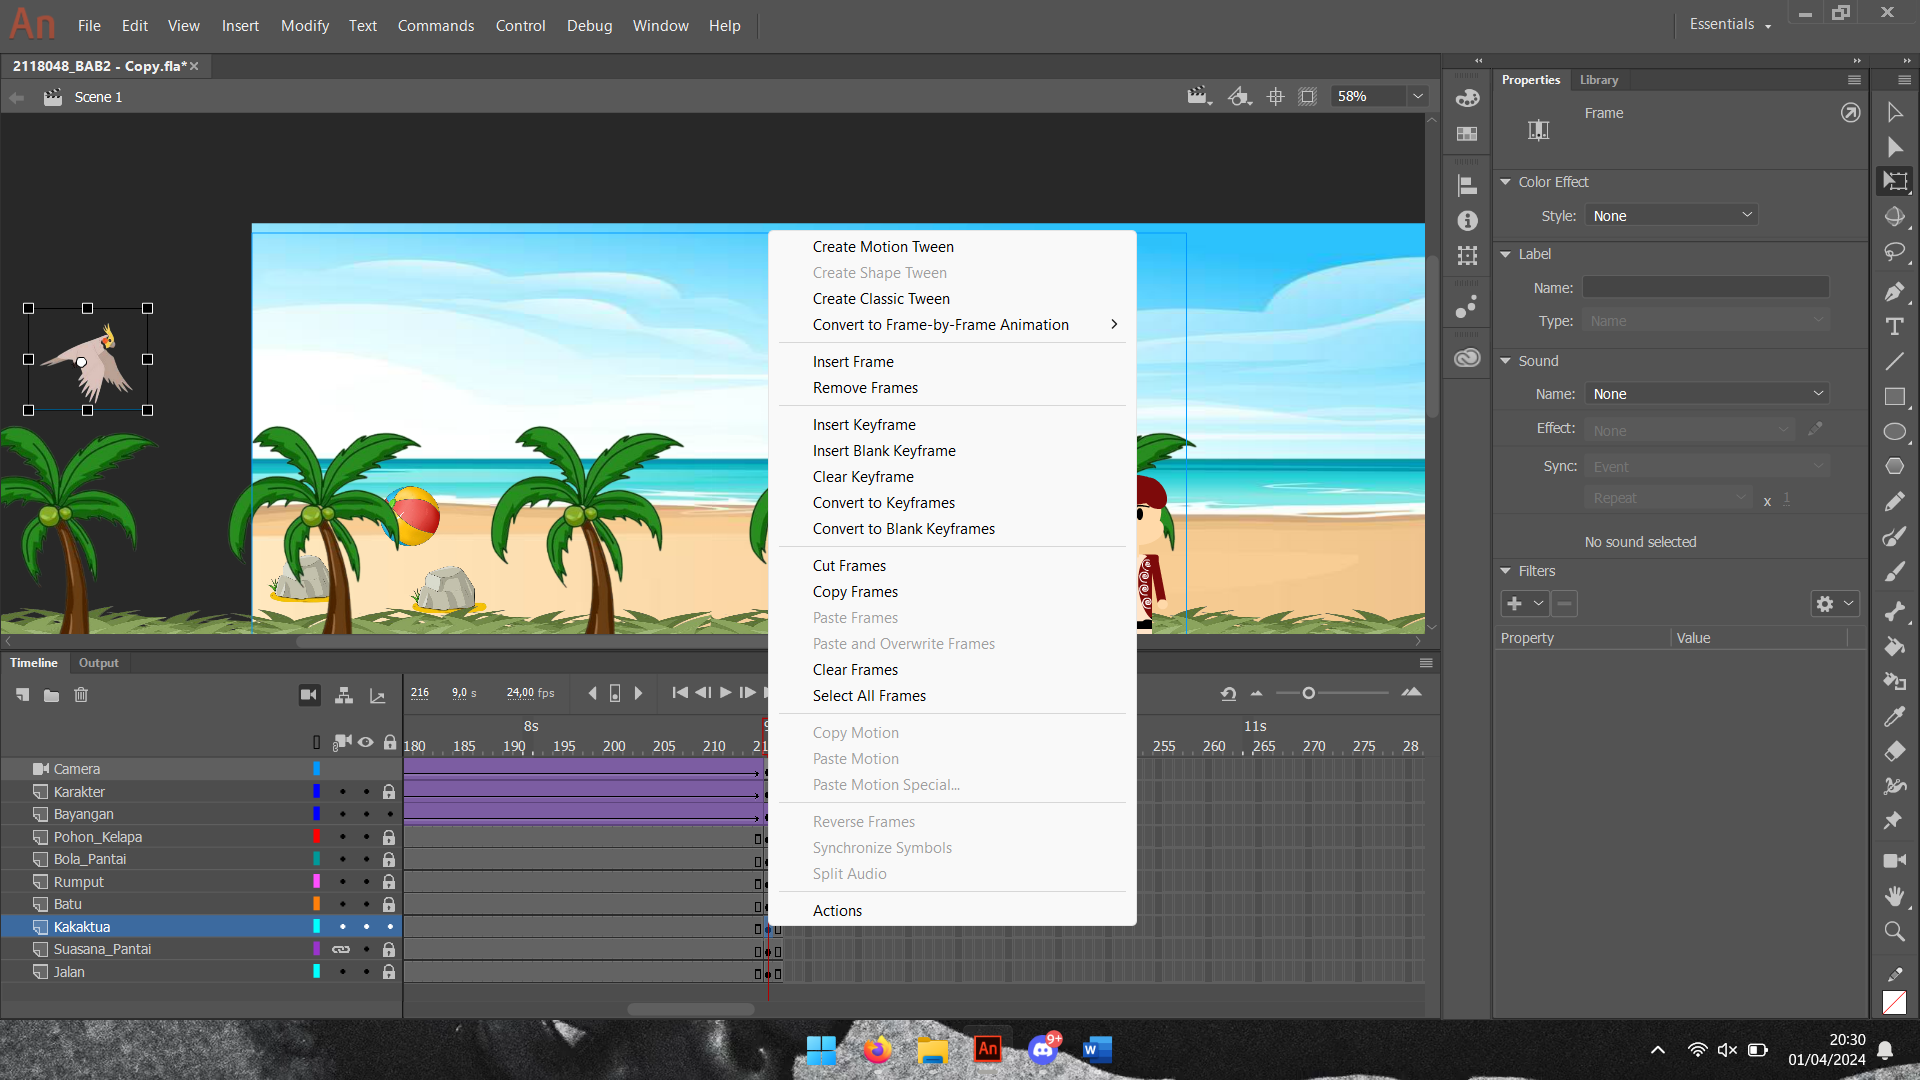 An File Edit View Insert Modify Text Commands Control Debug Window Help Essentials
2118048_BAB2 - Copy.fla*
Scene 1
58%
Create Motion Tween
Create Shape Tween
Create Classic Tween
Convert to Frame-by-Frame Animation
Insert Frame
Remove Frames
Insert Keyframe
Insert Blank Keyframe
Clear Keyframe
Convert to Keyframes
Convert to Blank Keyframes
Cut Frames
Copy Frames
Paste Frames
Paste and Overwrite Frames
Clear Frames
Select All Frames
Copy Motion
Paste Motion
Paste Motion Special...
Reverse Frames
Synchronize Symbols
Split Audio
Actions
Properties Library
Frame
Color Effect
Style: None
Label
Name:
Type: Name
Sound
Name: None
Effect: None
Sync: Event
Repeat x 1
No sound selected
Filters
Property Value
Timeline Output
216 9,0 s 24,00 fps
8s 11s
180 185 190 195 200 205 210 255 260 265 270 275 28
Camera
Karakter
Bayangan
Pohon_Kelapa
Bola_Pantai
Rumput
Batu
Kakaktua
Suasana_Pantai
Jalan
An 9+ W
20:30
01/04/2024